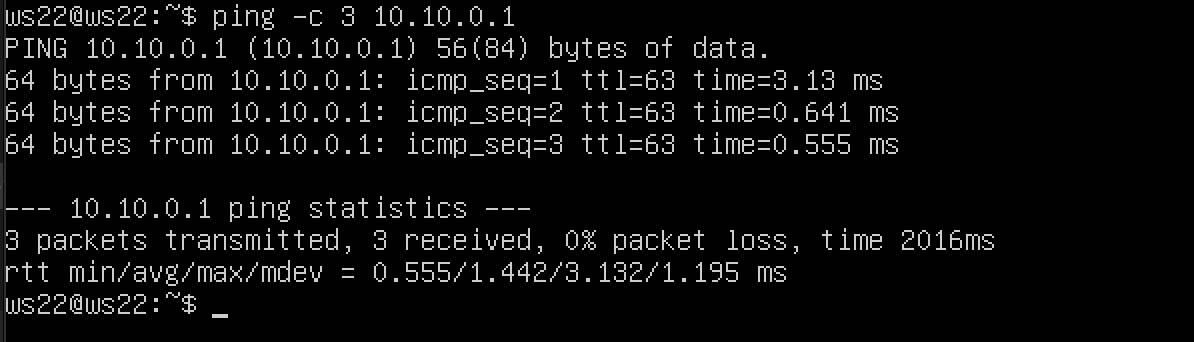 ws22@ws22:~$ ping -c 3 10.10.0.1
PING 10.10.0.1 (10.10.0.1) 56(84) bytes of data.
64 bytes from 10.10.0.1: icmp_seq=1 ttl=63 time=3.13 ms
64 bytes from 10.10.0.1: icmp_seq=2 ttl=63 time=0.641 ms
64 bytes from 10.10.0.1: icmp_seq=3 ttl=63 time=0.555 ms

--- 10.10.0.1 ping statistics ---
3 packets transmitted, 3 received, 0% packet loss, time 2016ms
rtt min/avg/max/mdev = 0.555/1.442/3.132/1.195 ms
ws22@ws22:~$ _